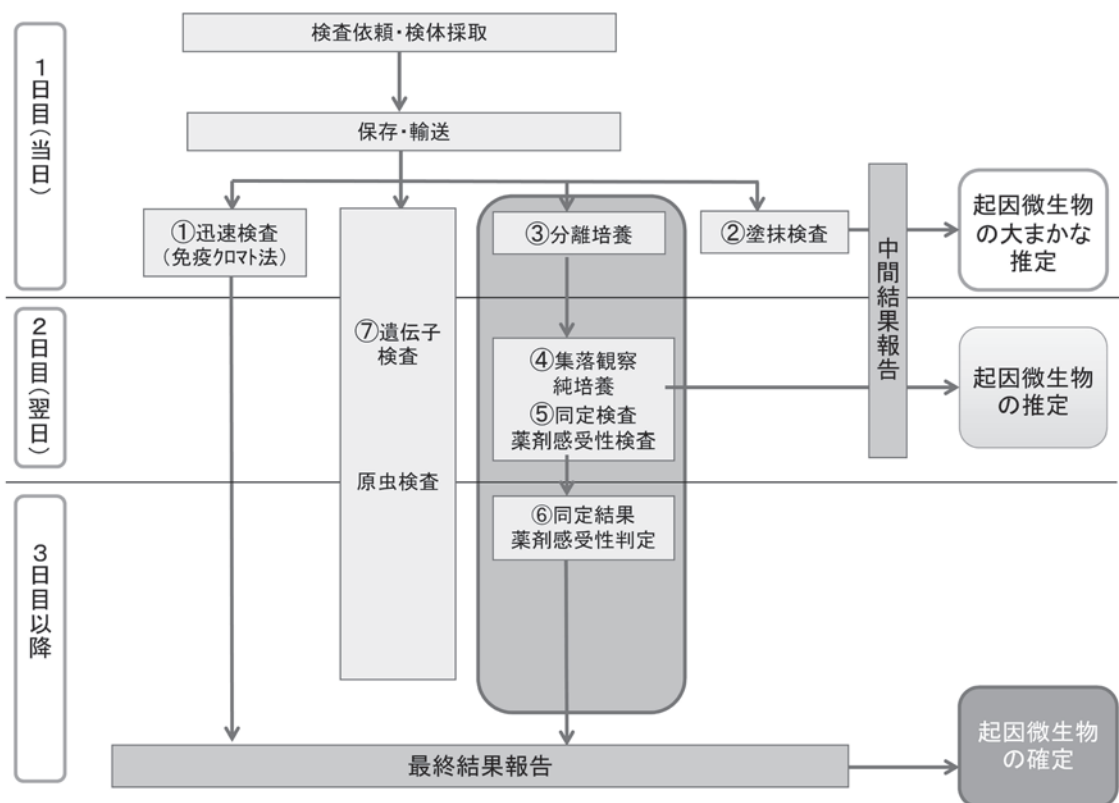 1日目(当日)
検査依頼・検体採取
保存・輸送
①迅速検査
(免疫クロマト法)
③分離培養
②塗抹検査
起因微生物
の大まかな
推定
中間結果報告
2日目(翌日)
⑦遺伝子
検査
原虫検査
④集落観察
純培養
⑤同定検査
薬剤感受性検査
起因微生物
の推定
3日目以降
⑥同定結果
薬剤感受性判定
最終結果報告
起因微生物
の確定